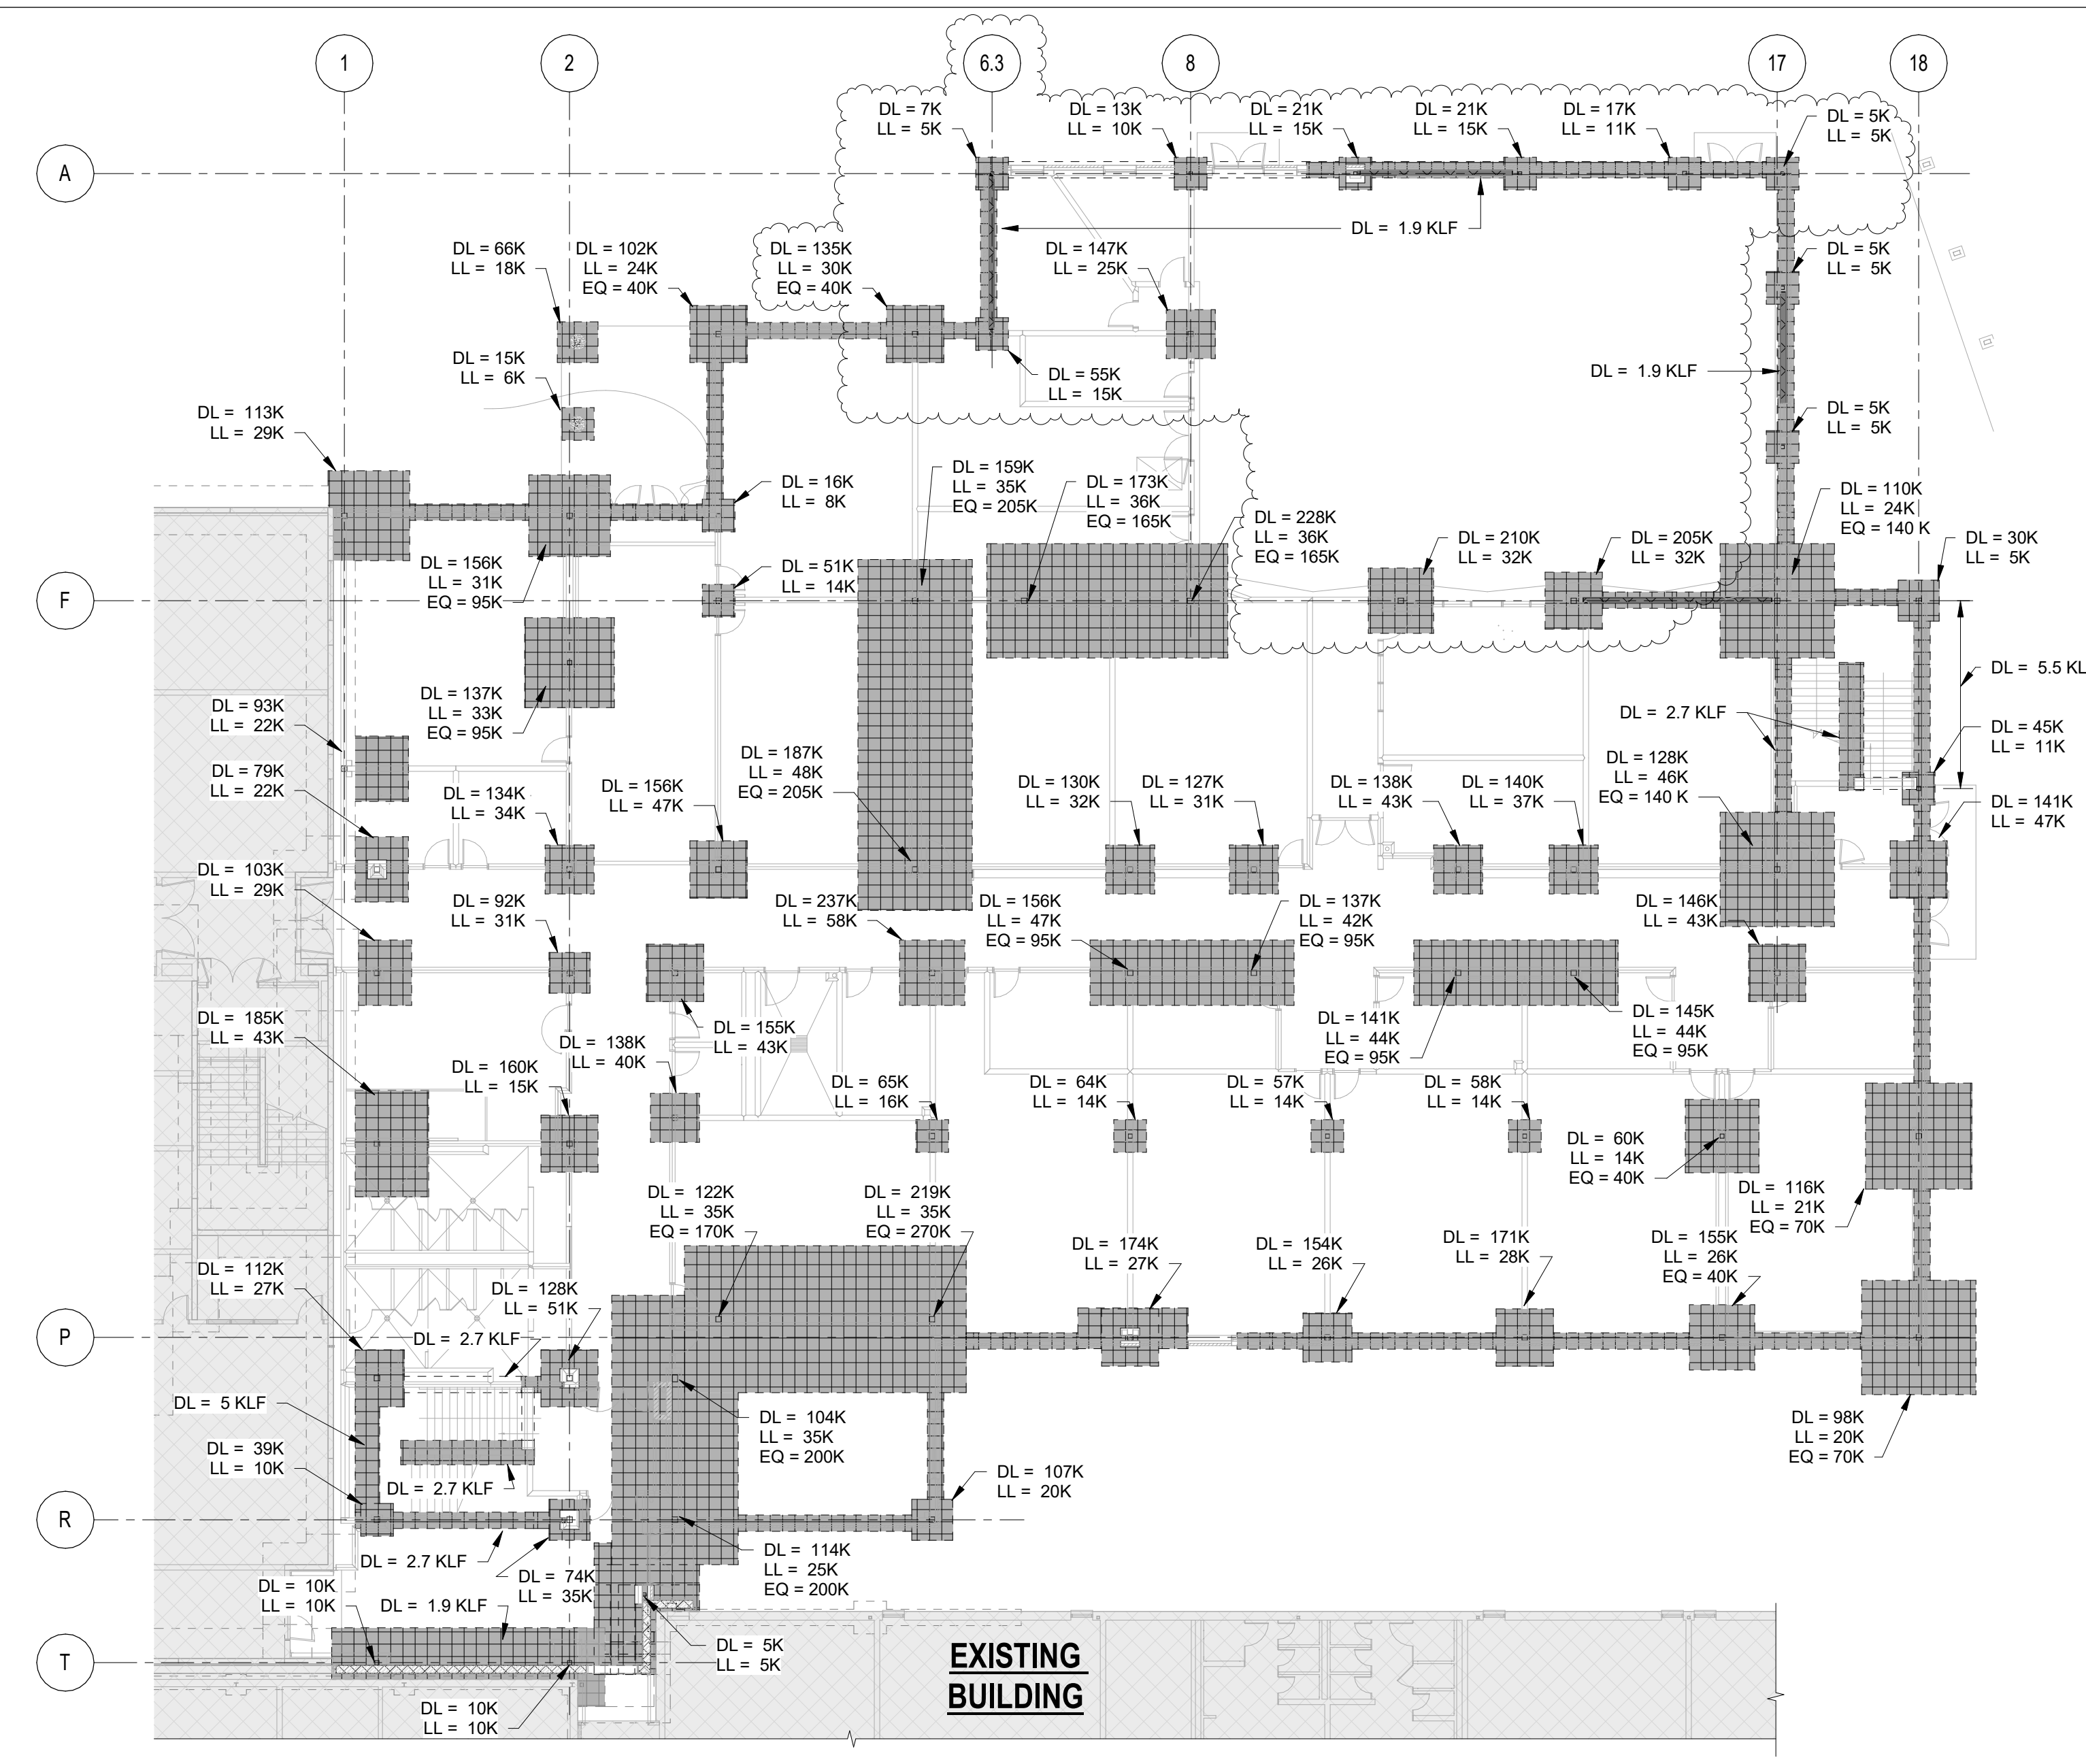 1
2
6.3
8
17
18
A
DL = 7K
LL = 5K
DL = 13K
LL = 10K
DL = 21K
LL = 15K
DL = 21K
LL = 15K
DL = 17K
LL = 11K
DL = 5K
LL = 5K
DL = 1.9 KLF
DL = 66K
LL = 18K
DL = 102K
LL = 24K
EQ = 40K
DL = 135K
LL = 30K
EQ = 40K
DL = 147K
LL = 25K
DL = 5K
LL = 5K
DL = 15K
LL = 6K
DL = 55K
LL = 15K
DL = 1.9 KLF
DL = 5K
LL = 5K
DL = 113K
LL = 29K
DL = 16K
LL = 8K
DL = 159K
LL = 35K
EQ = 205K
DL = 173K
LL = 36K
EQ = 165K
DL = 228K
LL = 36K
EQ = 165K
DL = 210K
LL = 32K
DL = 205K
LL = 32K
DL = 110K
LL = 24K
EQ = 140 K
DL = 30K
LL = 5K
F
DL = 156K
LL = 31K
EQ = 95K
DL = 51K
LL = 14K
DL = 5.5 KL
DL = 93K
LL = 22K
DL = 137K
LL = 33K
EQ = 95K
DL = 2.7 KLF
DL = 45K
LL = 11K
DL = 79K
LL = 22K
DL = 134K
LL = 34K
DL = 156K
LL = 47K
DL = 187K
LL = 48K
EQ = 205K
DL = 130K
LL = 32K
DL = 127K
LL = 31K
DL = 138K
LL = 43K
DL = 140K
LL = 37K
DL = 128K
LL = 46K
EQ = 140 K
DL = 141K
LL = 47K
DL = 103K
LL = 29K
DL = 92K
LL = 31K
DL = 237K
LL = 58K
DL = 156K
LL = 47K
EQ = 95K
DL = 137K
LL = 42K
EQ = 95K
DL = 146K
LL = 43K
DL = 185K
LL = 43K
DL = 160K
LL = 15K
DL = 138K
LL = 40K
DL = 155K
LL = 43K
DL = 141K
LL = 44K
EQ = 95K
DL = 145K
LL = 44K
EQ = 95K
DL = 65K
LL = 16K
DL = 64K
LL = 14K
DL = 57K
LL = 14K
DL = 58K
LL = 14K
DL = 60K
LL = 14K
EQ = 40K
DL = 116K
LL = 21K
EQ = 70K
DL = 122K
LL = 35K
EQ = 170K
DL = 219K
LL = 35K
EQ = 270K
DL = 174K
LL = 27K
DL = 154K
LL = 26K
DL = 171K
LL = 28K
DL = 155K
LL = 26K
EQ = 40K
DL = 112K
LL = 27K
DL = 128K
LL = 51K
P
DL = 2.7 KLF
DL = 5 KLF
DL = 104K
LL = 35K
EQ = 200K
DL = 98K
LL = 20K
EQ = 70K
DL = 39K
LL = 10K
DL = 2.7 KLF
DL = 107K
LL = 20K
R
DL = 2.7 KLF
DL = 74K
LL = 35K
DL = 114K
LL = 25K
EQ = 200K
DL = 10K
LL = 10K
DL = 1.9 KLF
T
DL = 5K
LL = 5K
DL = 10K
LL = 10K
EXISTING
BUILDING